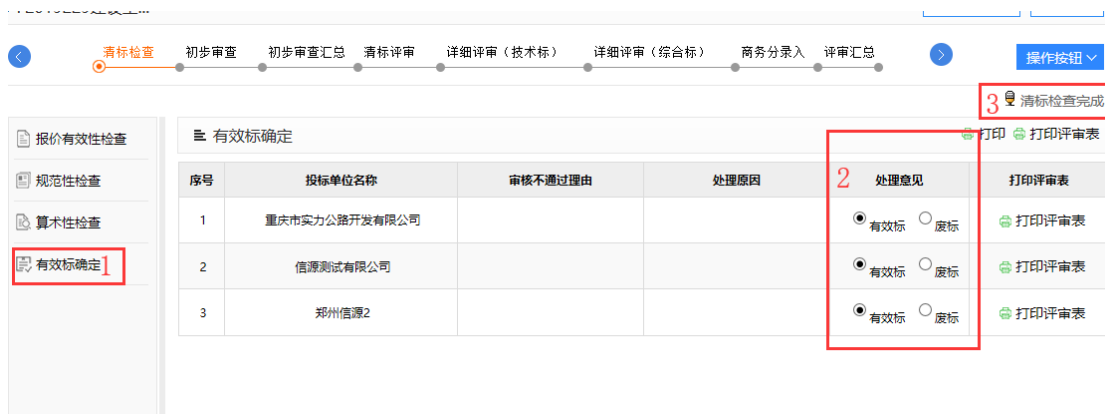 清标检查 初步审查 初步审查汇总 清标评审 详细评审（技术标） 详细评审（综合标） 商务分录入 评审汇总 操作按钮
3 清标检查完成
报价有效性检查 有效标确定 打印 打印评审表
规范性检查 序号 投标单位名称 审核不通过理由 处理原因 2 处理意见 打印评审表
算术性检查 1 重庆市实力公路开发有限公司 有效标 废标 打印评审表
有效标确定 1 2 信源测试有限公司 有效标 废标 打印评审表
3 郑州信源2 有效标 废标 打印评审表